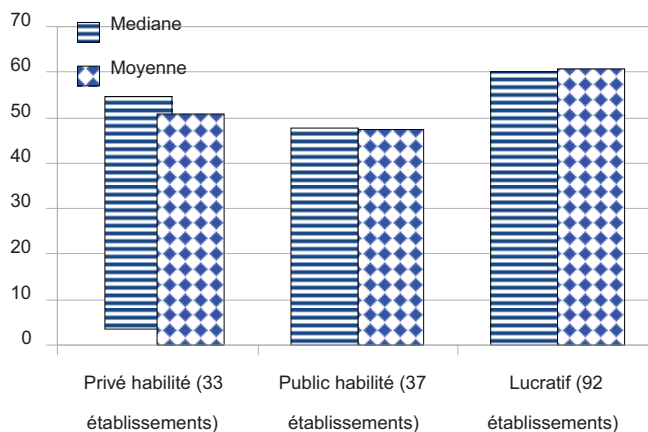 70
Mediane
60
Moyenne
50
40
30
20
10
0
Privé habilité (33
établissements)
Public habilité (37
établissements)
Lucratif (92
établissements)